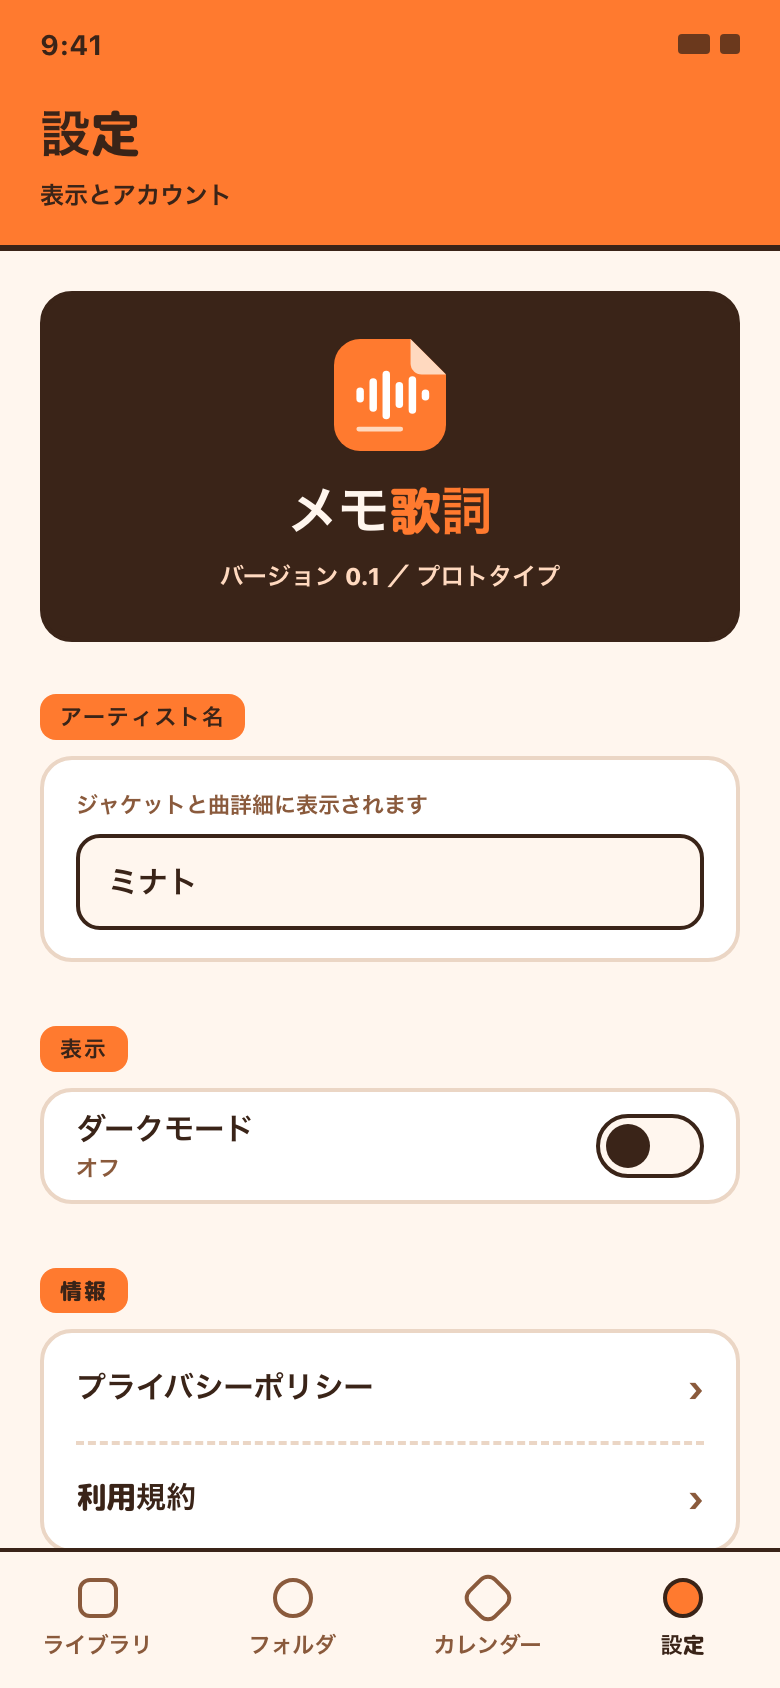 9:41
設定
表示とアカウント
メモ歌詞
バージョン 0.1 ／ プロトタイプ
アーティスト名
ジャケットと曲詳細に表示されます
ミナト
表示
ダークモード
オフ
情報
プライバシーポリシー ›
利用規約 ›
ライブラリ フォルダ カレンダー 設定